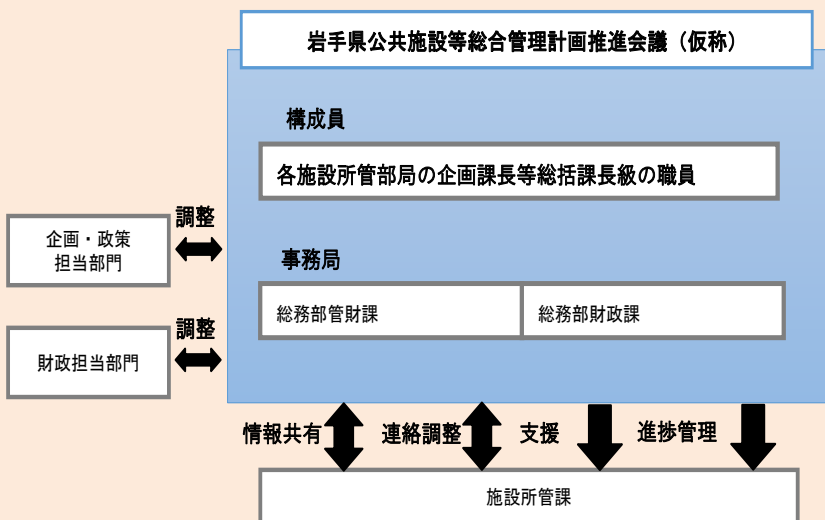 岩手県公共施設等総合管理計画推進会議（仮称）
構成員
各施設所管部局の企画課長等総括課長級の職員
調整
企画・政策
担当部門
事務局
総務部管財課
総務部財政課
調整
財政担当部門
情報共有
連絡調整
支援
進捗管理
施設所管課